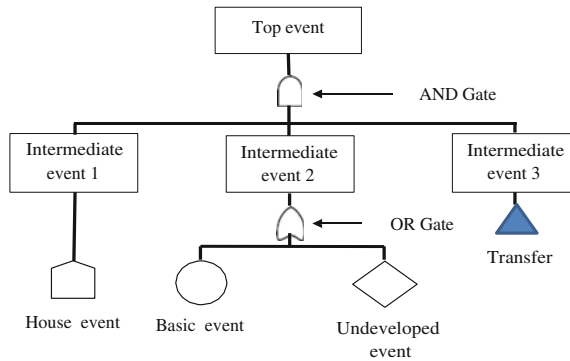 Top event
AND Gate
Intermediate
event 1
Intermediate
event 2
Intermediate
event 3
OR Gate
Transfer
House event
Basic event
Undeveloped
event